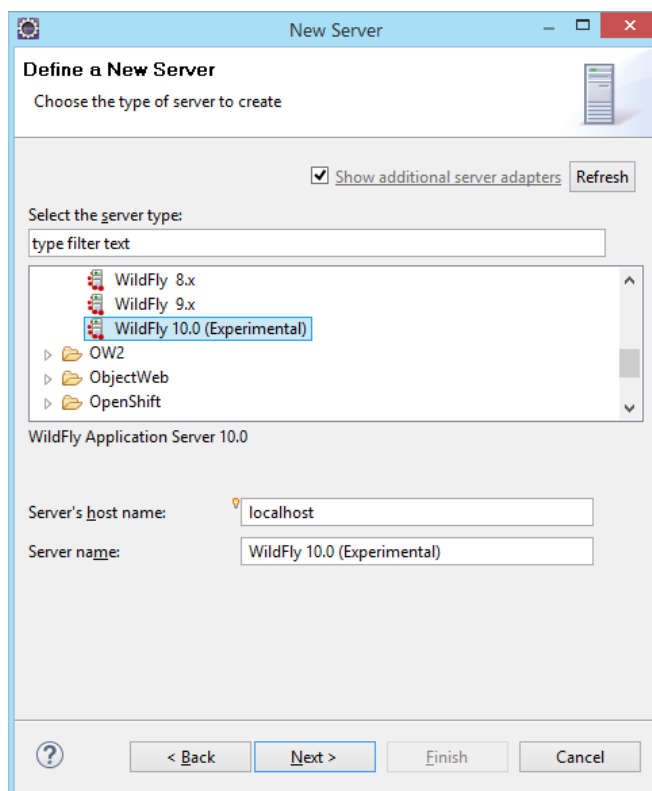 New Server
Define a New Server
Choose the type of server to create
Show additional server adapters Refresh
Select the server type:
type filter text
WildFly 8.x
WildFly 9.x
WildFly 10.0 (Experimental)
OW2
ObjectWeb
OpenShift
WildFly Application Server 10.0
Server's host name: localhost
Server name: WildFly 10.0 (Experimental)
? < Back Next > Finish Cancel